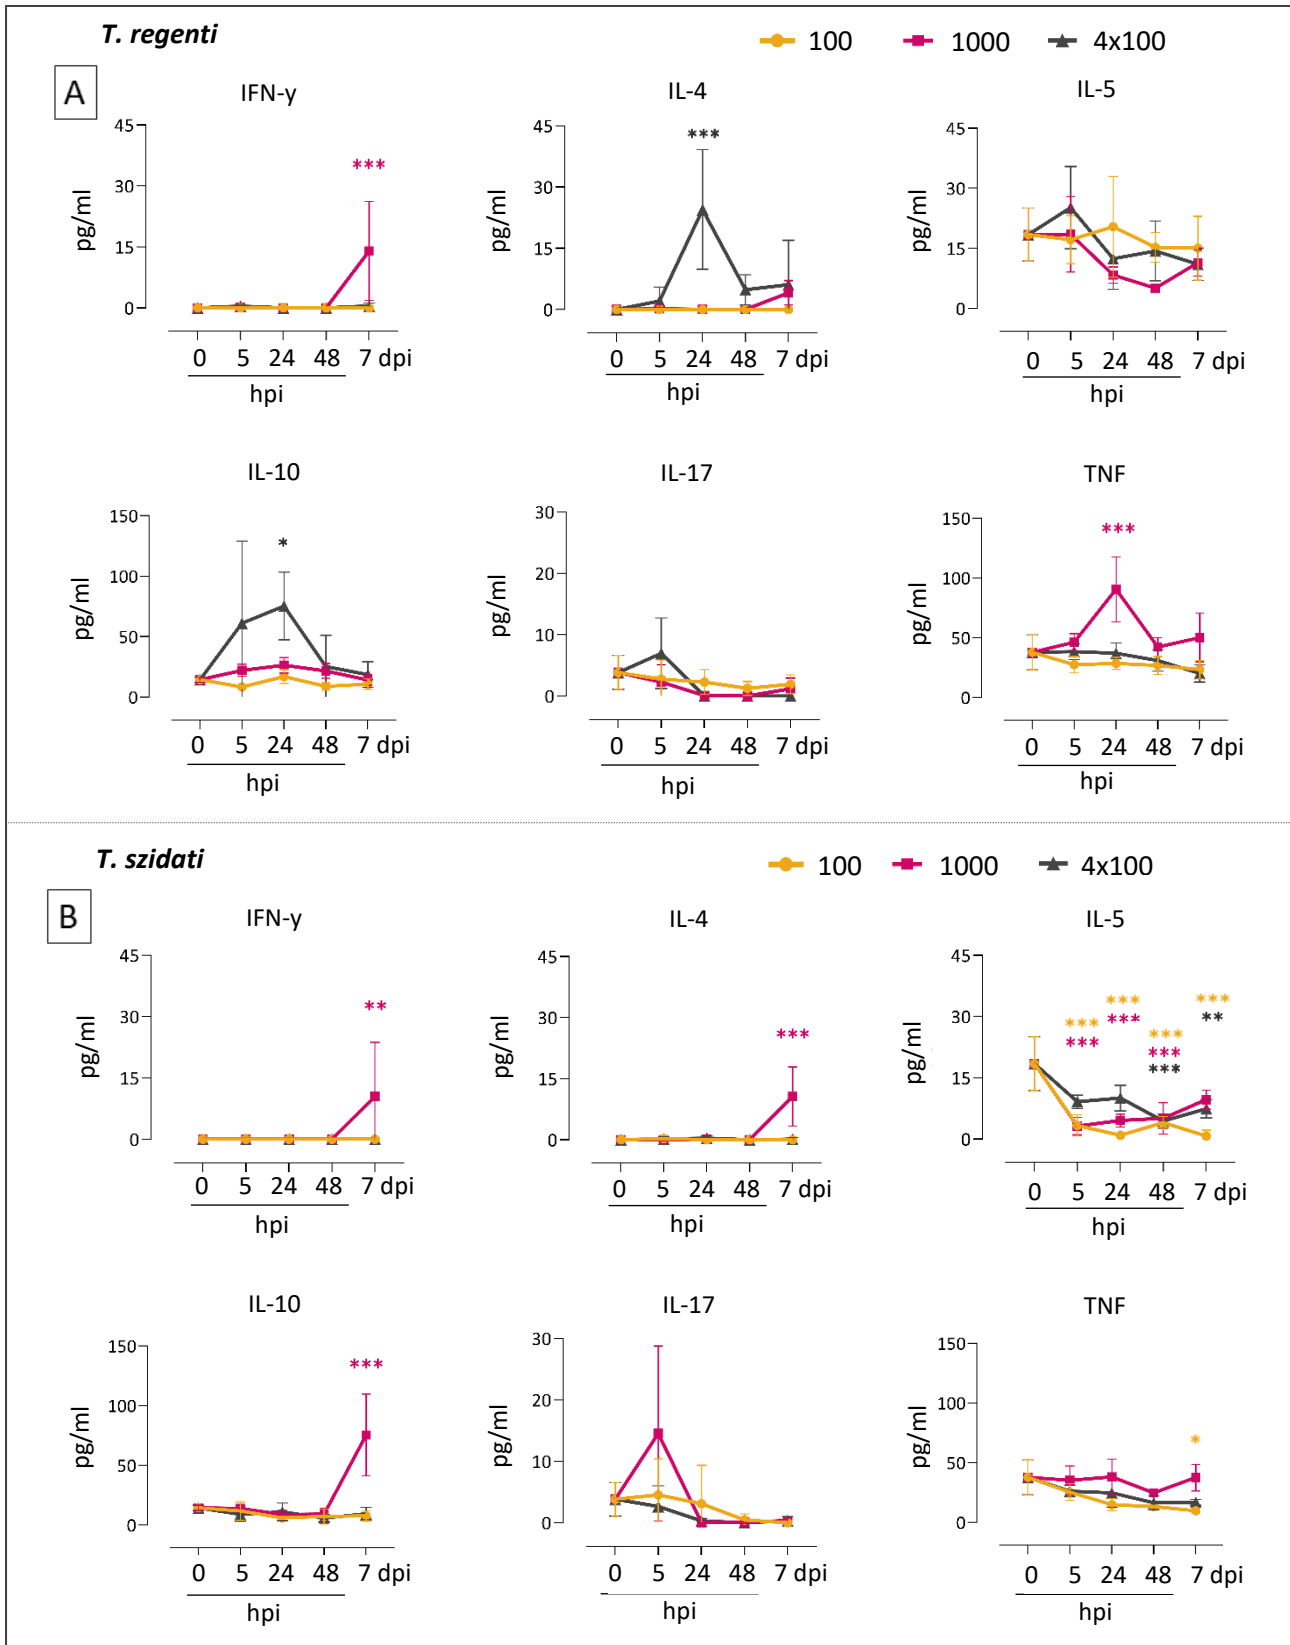 T. regenti
100 1000 4x100
A
IFN-y IL-4 IL-5
pg/ml pg/ml pg/ml
45 45 45
*** ***
30 30 30
15 15 15
0 0 0
0 5 24 48 7 dpi 0 5 24 48 7 dpi 0 5 24 48 7 dpi
hpi hpi hpi
IL-10 IL-17 TNF
pg/ml pg/ml pg/ml
150 30 150
* ***
100 20 100
50 10 50
0 0 0
0 5 24 48 7 dpi 0 5 24 48 7 dpi 0 5 24 48 7 dpi
hpi hpi hpi
T. szidati
100 1000 4x100
B
IFN-y IL-4 IL-5
pg/ml pg/ml pg/ml
45 45 45
** *** *** *** *** ***
*** *** *** **
***
30 30 30
15 15 15
0 0 0
0 5 24 48 7 dpi 0 5 24 48 7 dpi 0 5 24 48 7 dpi
hpi hpi hpi
IL-10 IL-17 TNF
pg/ml pg/ml pg/ml
150 30 150
*** *
100 20 100
50 10 50
0 0 0
0 5 24 48 7 dpi 0 5 24 48 7 dpi 0 5 24 48 7 dpi
hpi hpi hpi